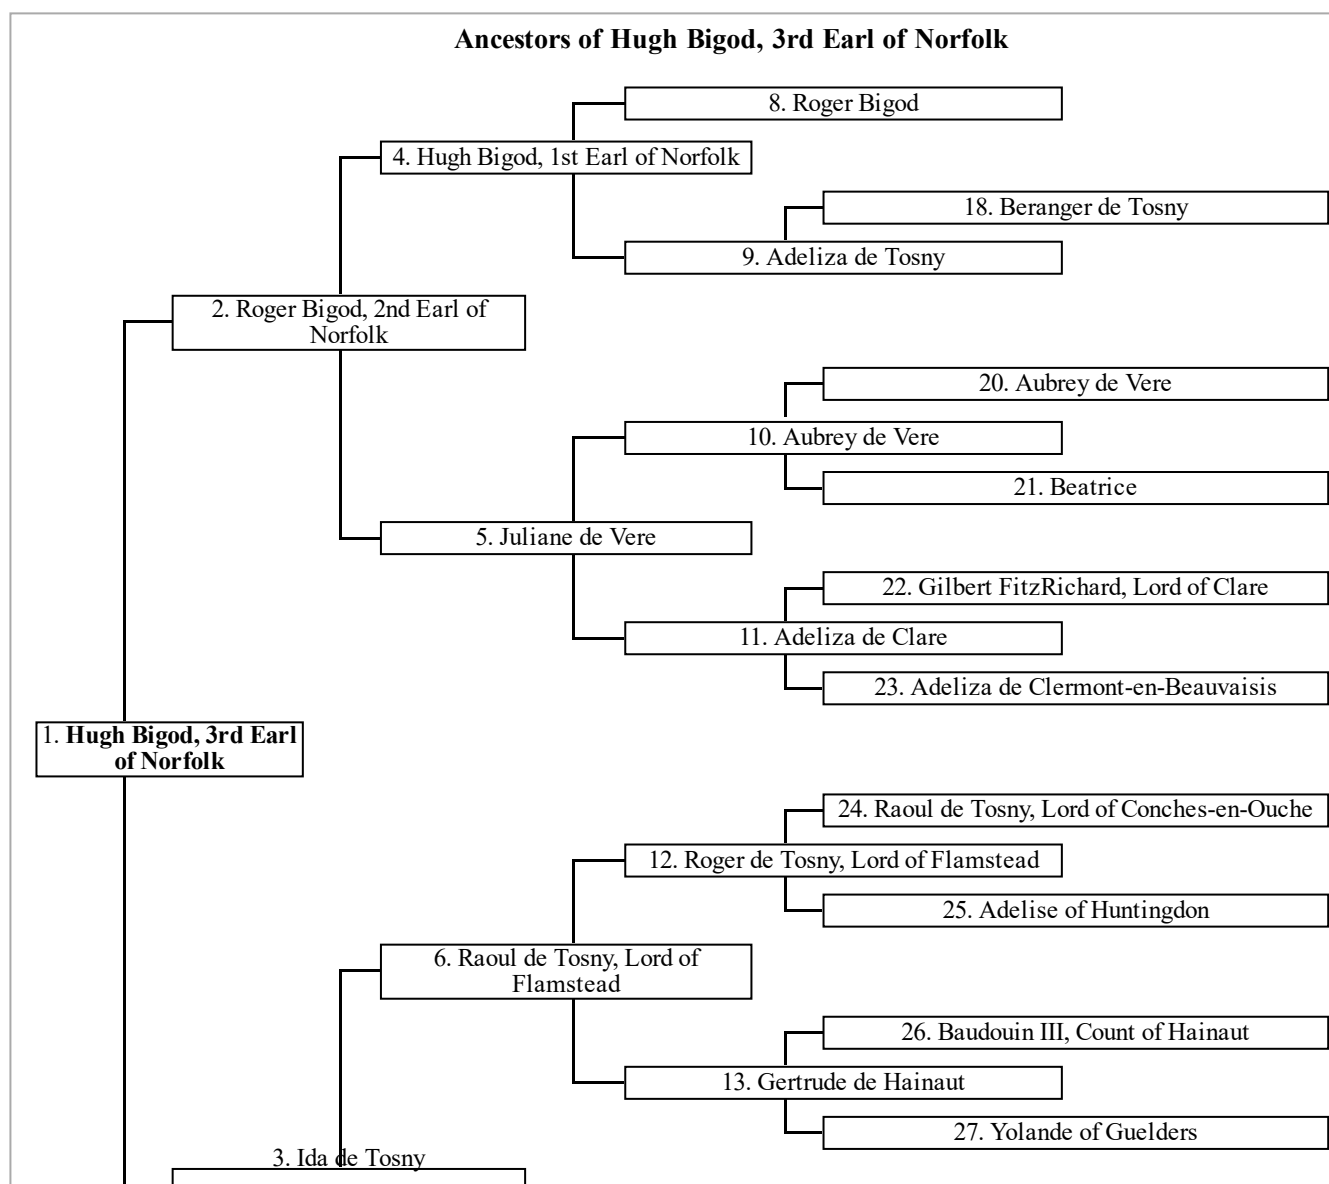 Ancestors of Hugh Bigod, 3rd Earl of Norfolk
8. Roger Bigod
4. Hugh Bigod, 1st Earl of Norfolk
18. Beranger de Tosny
9. Adeliza de Tosny
2. Roger Bigod, 2nd Earl of
Norfolk
20. Aubrey de Vere
10. Aubrey de Vere
21. Beatrice
5. Juliane de Vere
22. Gilbert FitzRichard, Lord of Clare
11. Adeliza de Clare
23. Adeliza de Clermont-en-Beauvaisis
1. Hugh Bigod, 3rd Earl
of Norfolk
24. Raoul de Tosny, Lord of Conches-en-Ouche
12. Roger de Tosny, Lord of Flamstead
25. Adelise of Huntingdon
6. Raoul de Tosny, Lord of
Flamstead
26. Baudouin III, Count of Hainaut
13. Gertrude de Hainaut
27. Yolande of Guelders
3. Ida de Tosny